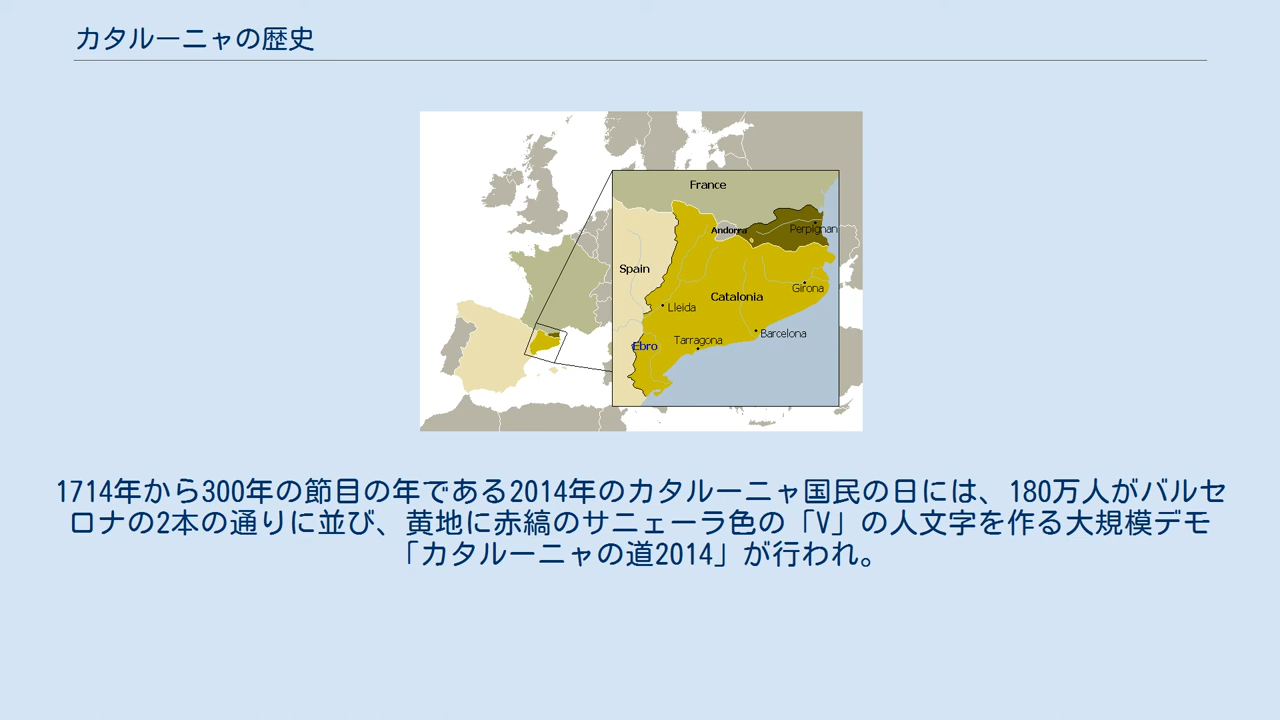 カタルーニャの歴史
France
Andorra
Perpignan
Spain
Catalonia
Girona
Lleida
Barcelona
Tarragona
Ebro
1714年から300年の節目の年である2014年のカタルーニャ国民の日には、180万人がバルセ
ロナの2本の通りに並び、黄地に赤縞のサニェーラ色の「V」の人文字を作る大規模デモ
「カタルーニャの道2014」が行われ。